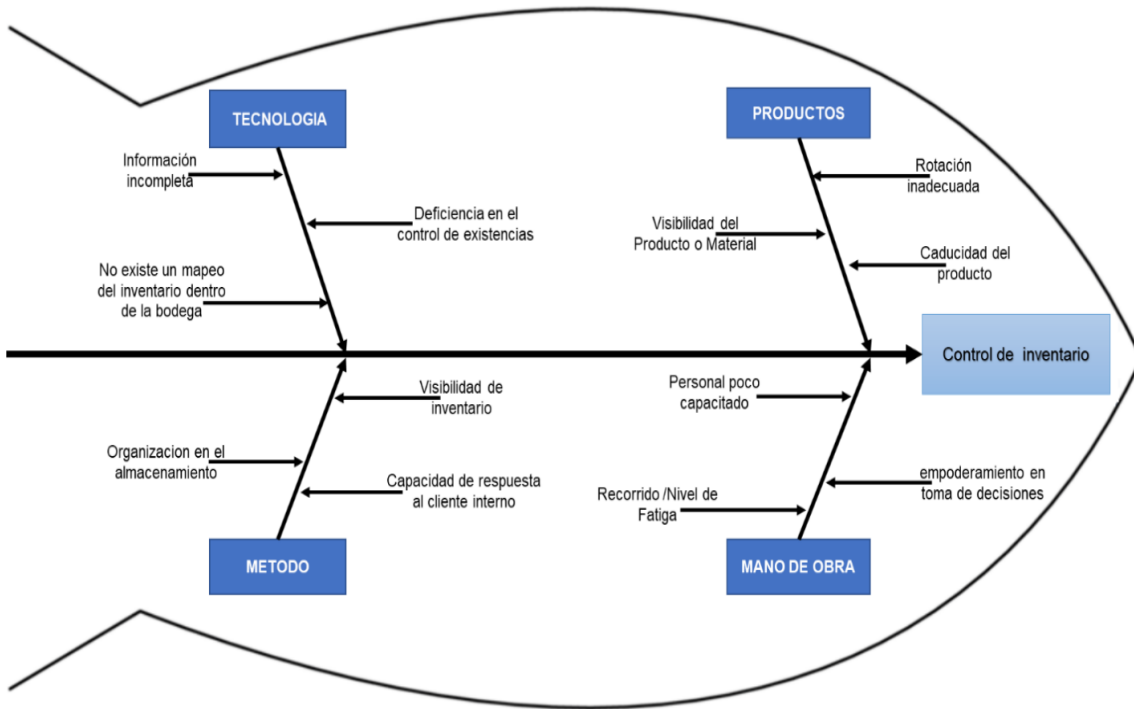 TECNOLOGIA
Información
incompleta
Deficiencia en el
control de existencias
No existe un mapeo
del inventario dentro
de la bodega
PRODUCTOS
Rotación
inadecuada
Visibilidad del
Producto o Material
Caducidad del
producto
Control de inventario
Visibilidad de
inventario
Organizacion en el
almacenamiento
Capacidad de respuesta
al cliente interno
METODO
Personal poco
capacitado
empoderamiento en
toma de decisiones
Recorrido /Nivel de
Fatiga
MANO DE OBRA